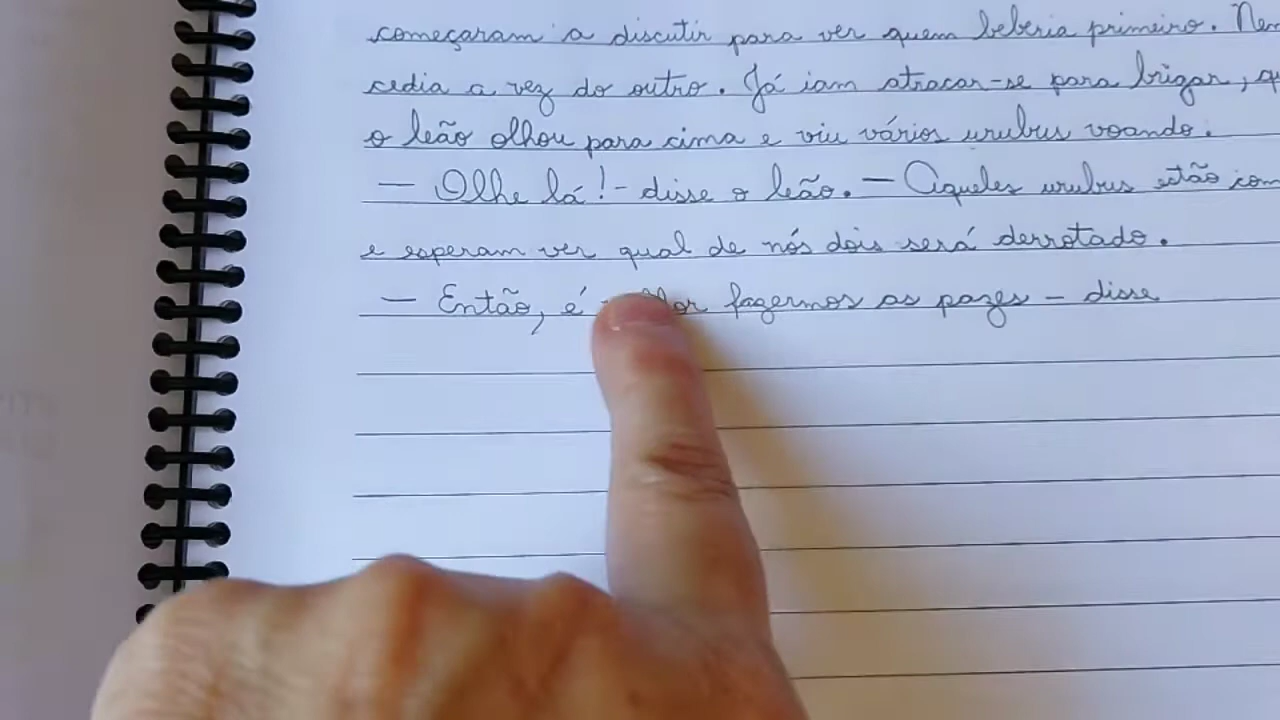 começaram a discutir para ver quem beberia primeiro.
cedia a vez do outro. Já iam atracar-se para brigar,
o leão olhou para cima e viu vários urubus voando.
— Olhe lá! - disse o leão. — Aqueles urubus estão com
e esperam ver qual de nós dois será derrotado.
— Então, é fazermos as pazes — disse